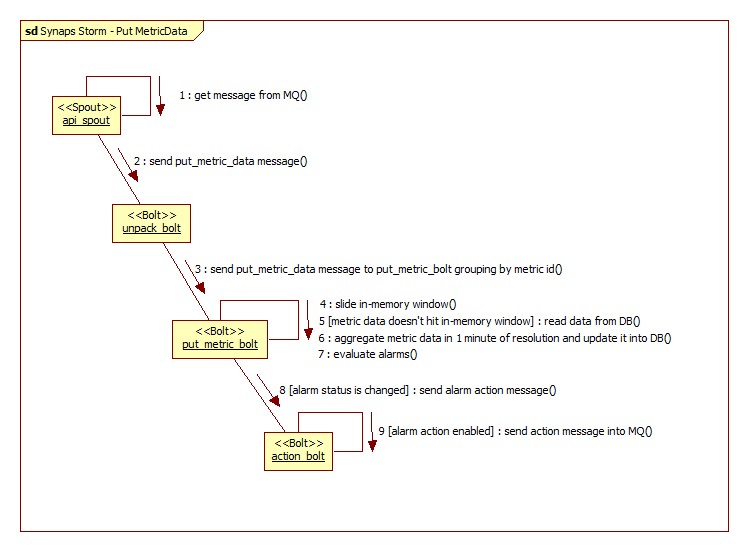 sd Synaps Storm - Put MetricData
1 : get message from MQ()
<<Spout>>
api_spout
2 : send put_metric_data message()
<<Bolt>>
unpack_bolt
3 : send put_metric_data message to put_metric_bolt grouping by metric id()
4 : slide in-memory window()
5 [metric data doesn't hit in-memory window] : read data from DB()
<<Bolt>>
put_metric_bolt
6 : aggregate metric data in 1 minute of resolution and update it into DB()
7 : evaluate alarms()
8 [alarm status is changed] : send alarm action message()
9 [alarm action enabled] : send action message into MQ()
<<Bolt>>
action_bolt